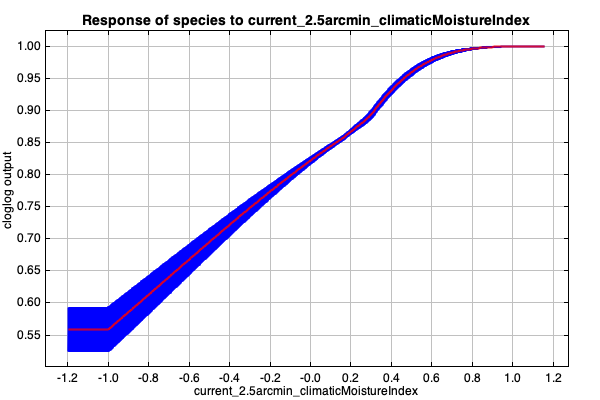 Response of species to current_2.5arcmin_climaticMoistureIndex
cloglog output
1.00
0.95
0.90
0.85
0.80
0.75
0.70
0.65
0.60
0.55
-1.2 -1.0 -0.8 -0.6 -0.4 -0.2 -0.0 0.2 0.4 0.6 0.8 1.0 1.2
current_2.5arcmin_climaticMoistureIndex